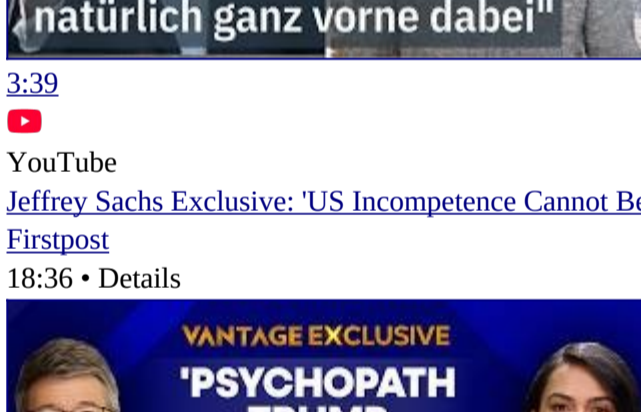 natürlich ganz vorne dabei"
3:39
YouTube
Jeffrey Sachs Exclusive: 'US Incompetence Cannot Be
Firstpost
18:36 • Details
VANTAGE EXCLUSIVE
'PSYCHOPATH
TRUMP